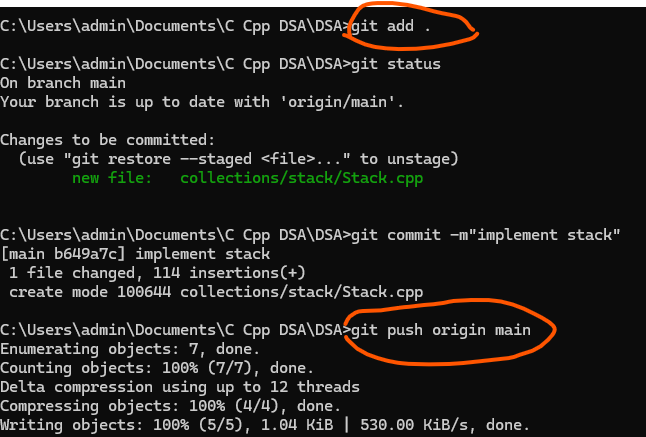 C:\Users\admin\Documents\C Cpp DSA\DSA>git add .
C:\Users\admin\Documents\C Cpp DSA\DSA>git status
On branch main
Your branch is up to date with 'origin/main'.
Changes to be committed:
  (use "git restore --staged <file>..." to unstage)
        new file:   collections/stack/Stack.cpp
C:\Users\admin\Documents\C Cpp DSA\DSA>git commit -m"implement stack"
[main b649a7c] implement stack
 1 file changed, 114 insertions(+)
 create mode 100644 collections/stack/Stack.cpp
C:\Users\admin\Documents\C Cpp DSA\DSA>git push origin main
Enumerating objects: 7, done.
Counting objects: 100% (7/7), done.
Delta compression using up to 12 threads
Compressing objects: 100% (4/4), done.
Writing objects: 100% (5/5), 1.04 KiB | 530.00 KiB/s, done.